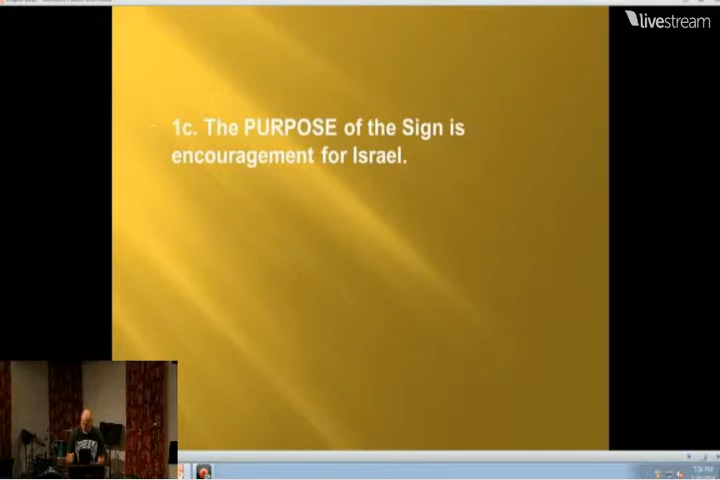 livestream
1c. The PURPOSE of the Sign is
encouragement for Israel.